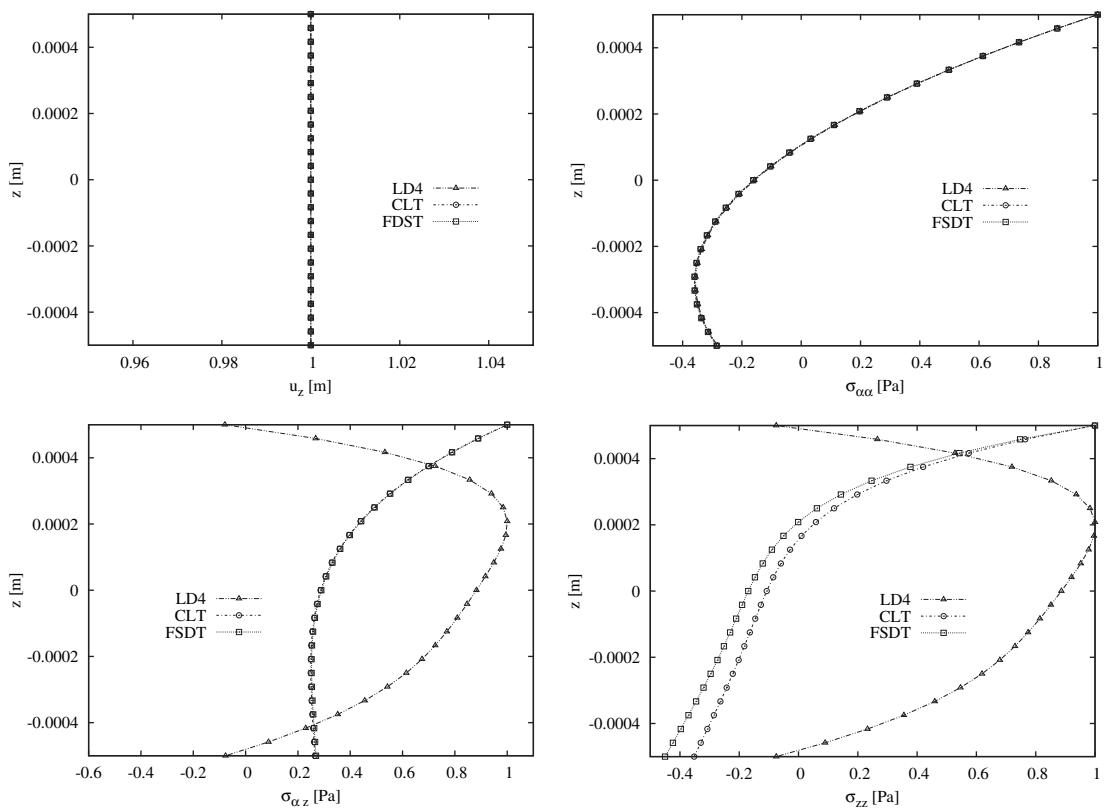 0.0004
0.0002
0
-0.0002
-0.0004
z [m]
LD4
CLT
FDST
0.96
0.98
1
1.02
1.04
u_z [m]
0.0004
0.0002
0
-0.0002
-0.0004
z [m]
LD4
CLT
FSDT
-0.4
-0.2
0
0.2
0.4
0.6
0.8
1
σ_αα [Pa]
0.0004
0.0002
0
-0.0002
-0.0004
z [m]
LD4
CLT
FSDT
-0.6
-0.4
-0.2
0
0.2
0.4
0.6
0.8
1
σ_αz [Pa]
0.0004
0.0002
0
-0.0002
-0.0004
z [m]
LD4
CLT
FSDT
-0.4
-0.2
0
0.2
0.4
0.6
0.8
1
σ_zz [Pa]